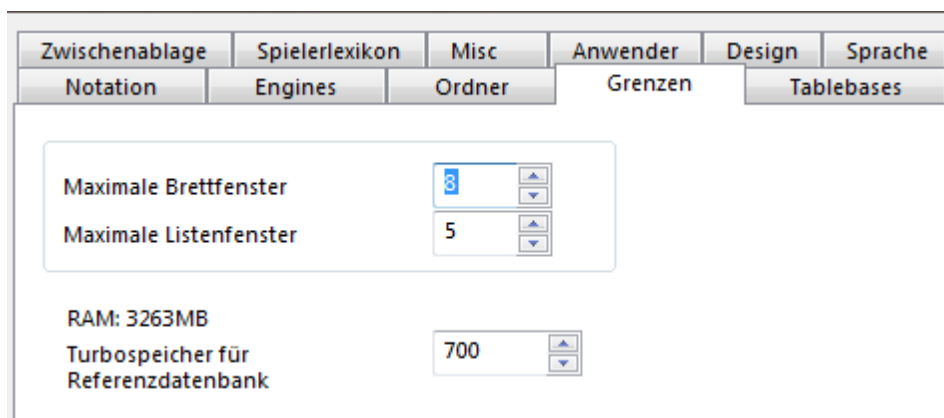 Zwischenablage Spielerlexikon Misc Anwender Design Sprache
Notation Engines Ordner Grenzen Tablebases
Maximale Brettfenster 8
Maximale Listenfenster 5
RAM: 3263MB
Turbospeicher für 700
Referenzdatenbank